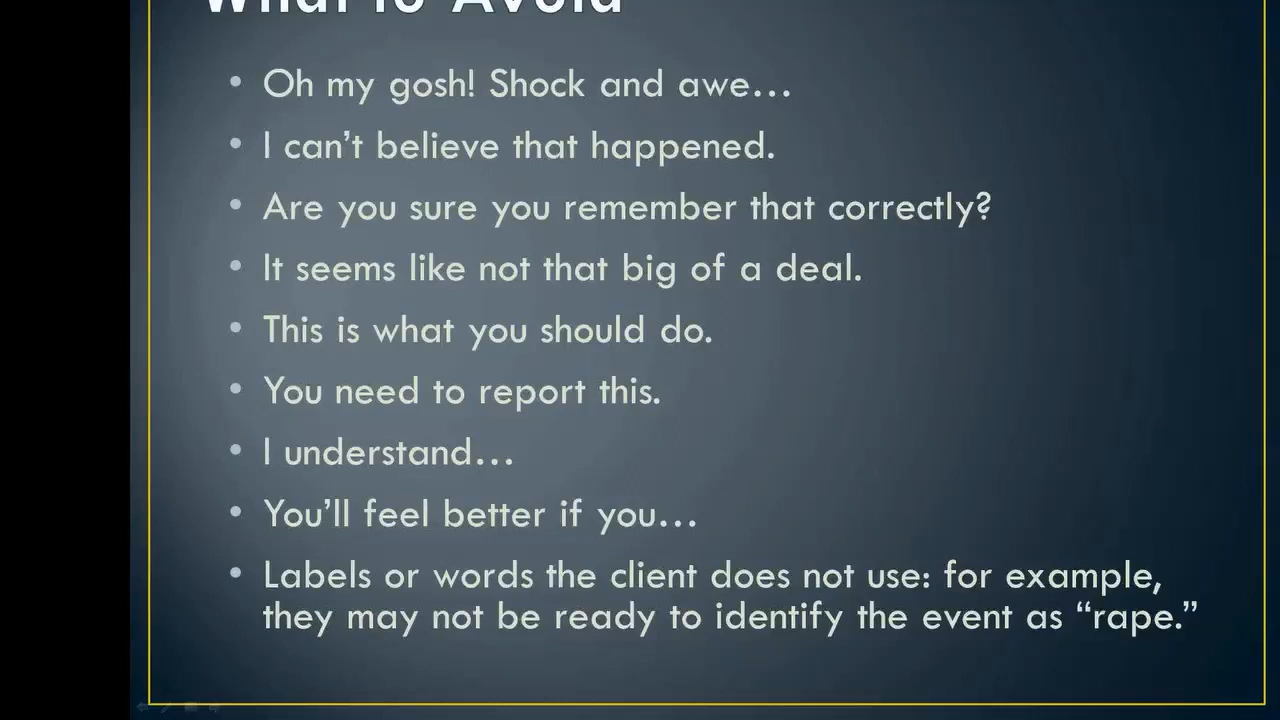 What to Avoid
• Oh my gosh! Shock and awe…
• I can’t believe that happened.
• Are you sure you remember that correctly?
• It seems like not that big of a deal.
• This is what you should do.
• You need to report this.
• I understand…
• You’ll feel better if you…
• Labels or words the client does not use: for example,
they may not be ready to identify the event as “rape.”